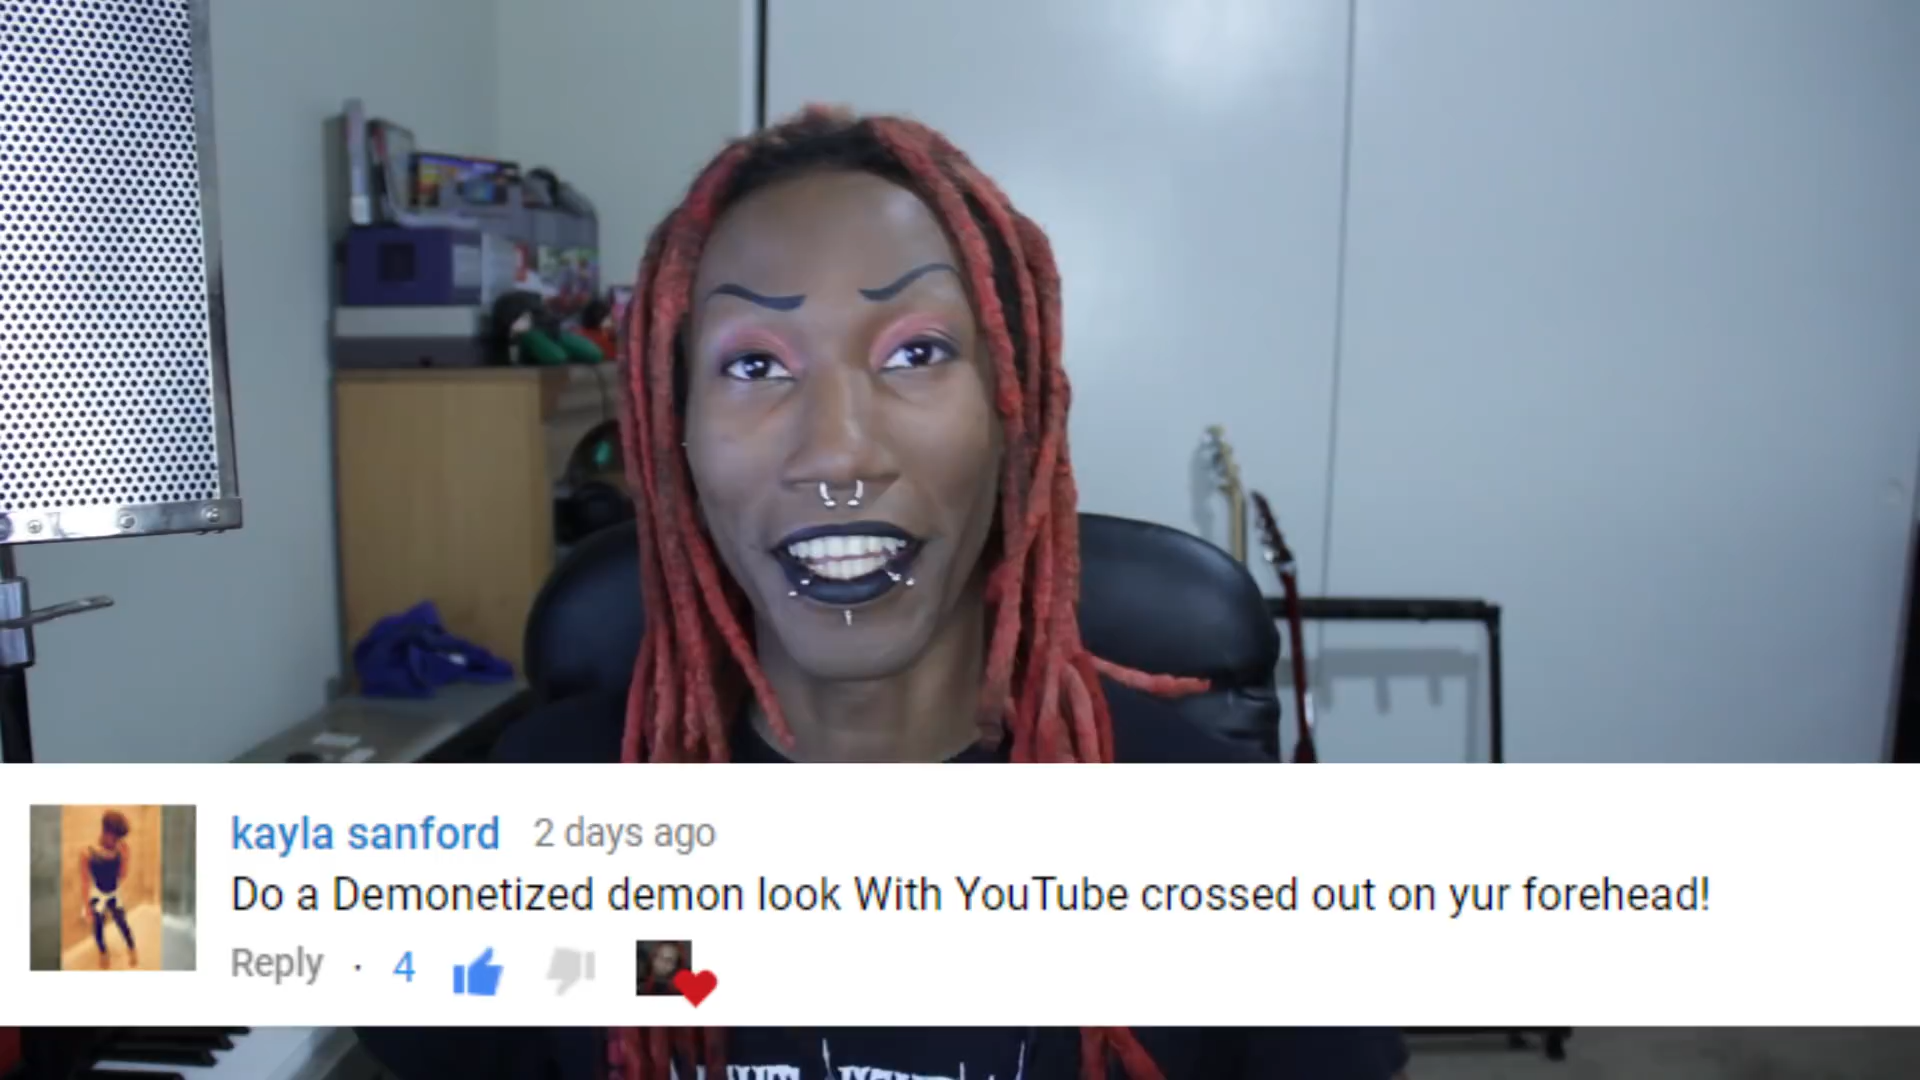 kayla sanford 2 days ago
Do a Demonetized demon look With YouTube crossed out on yur forehead!
Reply · 4